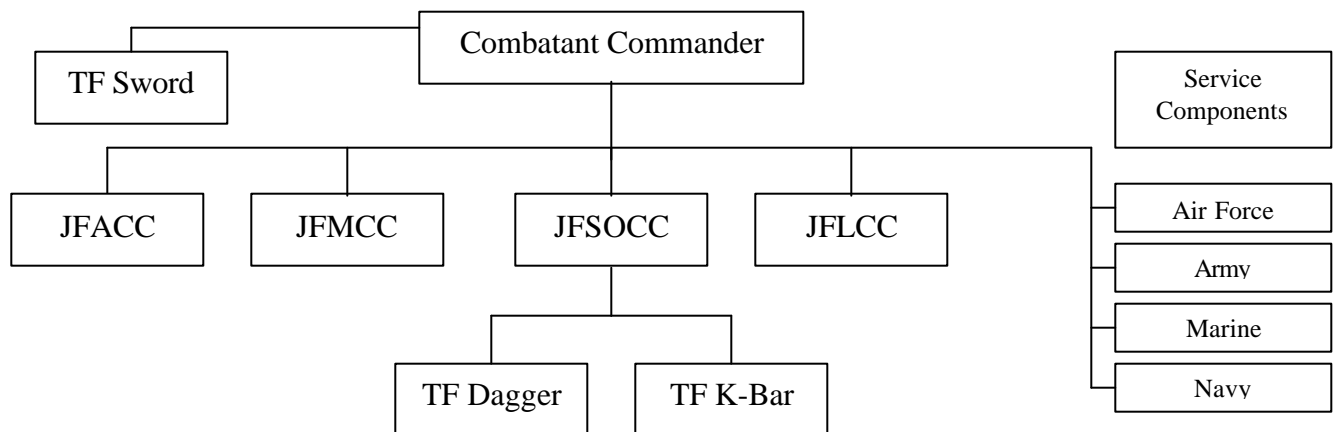 Combatant Commander
TF Sword
Service
Components
JFACC
JFMCC
JFSOCC
JFLCC
Air Force
Army
Marine
Navy
TF Dagger
TF K-Bar